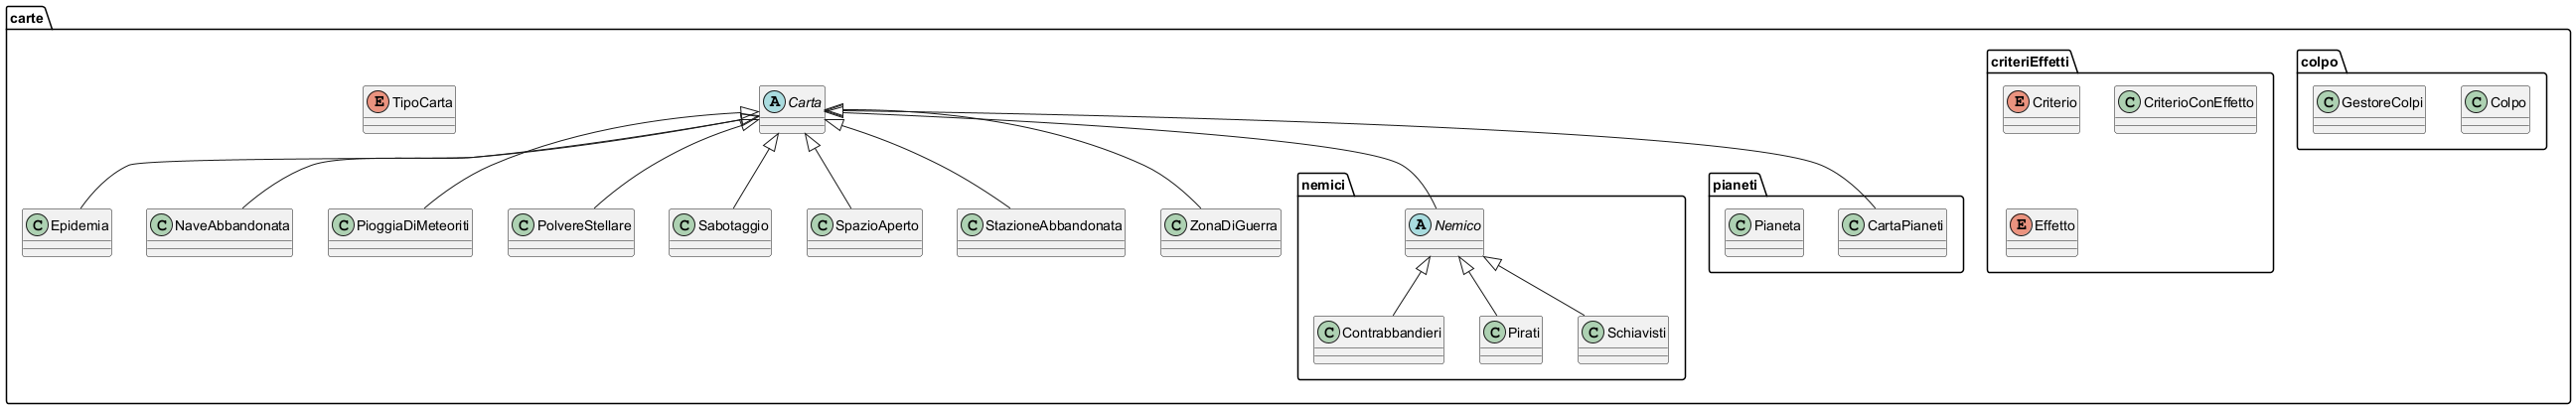 carte
criteriEffetti
colpo
E TipoCarta
A Carta
E Criterio
C CriterioConEffetto
C GestoreColpi
C Colpo
nemici
pianeti
C Epidemia
C NaveAbbandonata
C PioggiaDiMeteoriti
C PolvereStellare
C Sabotaggio
C SpazioAperto
C StazioneAbbandonata
C ZonaDiGuerra
A Nemico
C Pianeta
C CartaPianeti
E Effetto
C Contrabbandieri
C Pirati
C Schiavisti